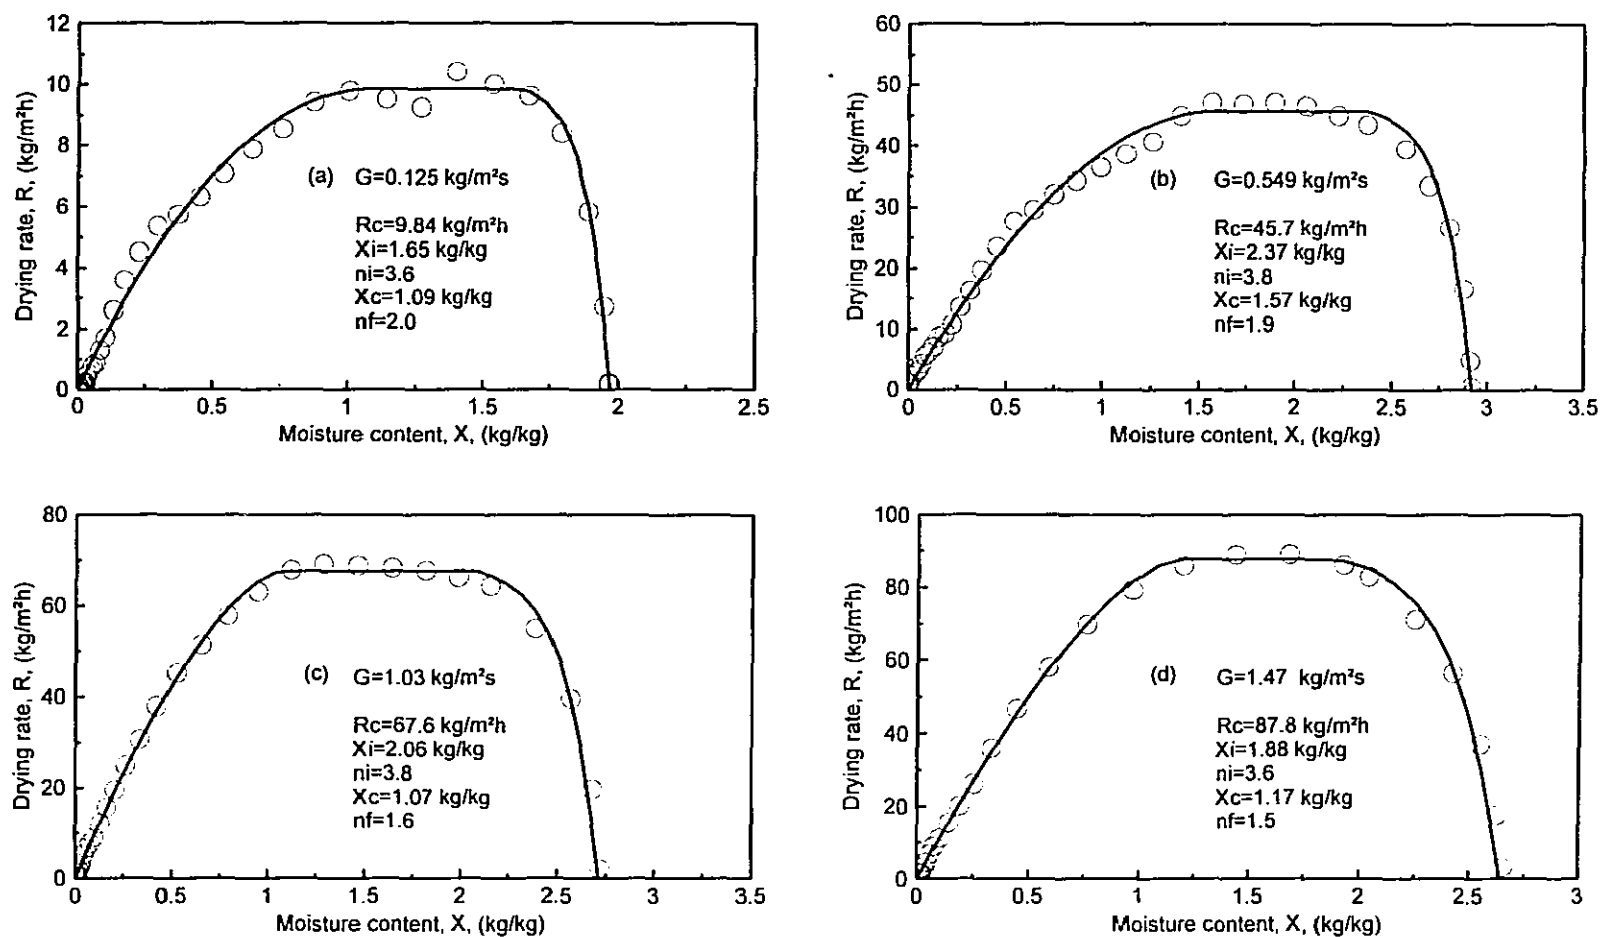 12
10
8
6
4
2
0
Drying rate, R, (kg/m²h)
(a) G=0.125 kg/m²s
Rc=9.84 kg/m²h
Xi=1.65 kg/kg
ni=3.6
Xc=1.09 kg/kg
nf=2.0
0 0.5 1 1.5 2 2.5
Moisture content, X, (kg/kg)
60
50
40
30
20
10
0
Drying rate, R, (kg/m²h)
(b) G=0.549 kg/m²s
Rc=45.7 kg/m²h
Xi=2.37 kg/kg
ni=3.8
Xc=1.57 kg/kg
nf=1.9
0 0.5 1 1.5 2 2.5 3 3.5
Moisture content, X, (kg/kg)
80
60
40
20
0
Drying rate, R, (kg/m²h)
(c) G=1.03 kg/m²s
Rc=67.6 kg/m²h
Xi=2.06 kg/kg
ni=3.8
Xc=1.07 kg/kg
nf=1.6
0 0.5 1 1.5 2 2.5 3 3.5
Moisture content, X, (kg/kg)
100
80
60
40
20
0
Drying rate, R, (kg/m²h)
(d) G=1.47 kg/m²s
Rc=87.8 kg/m²h
Xi=1.88 kg/kg
ni=3.6
Xc=1.17 kg/kg
nf=1.5
0 0.5 1 1.5 2 2.5 3
Moisture content, X, (kg/kg)